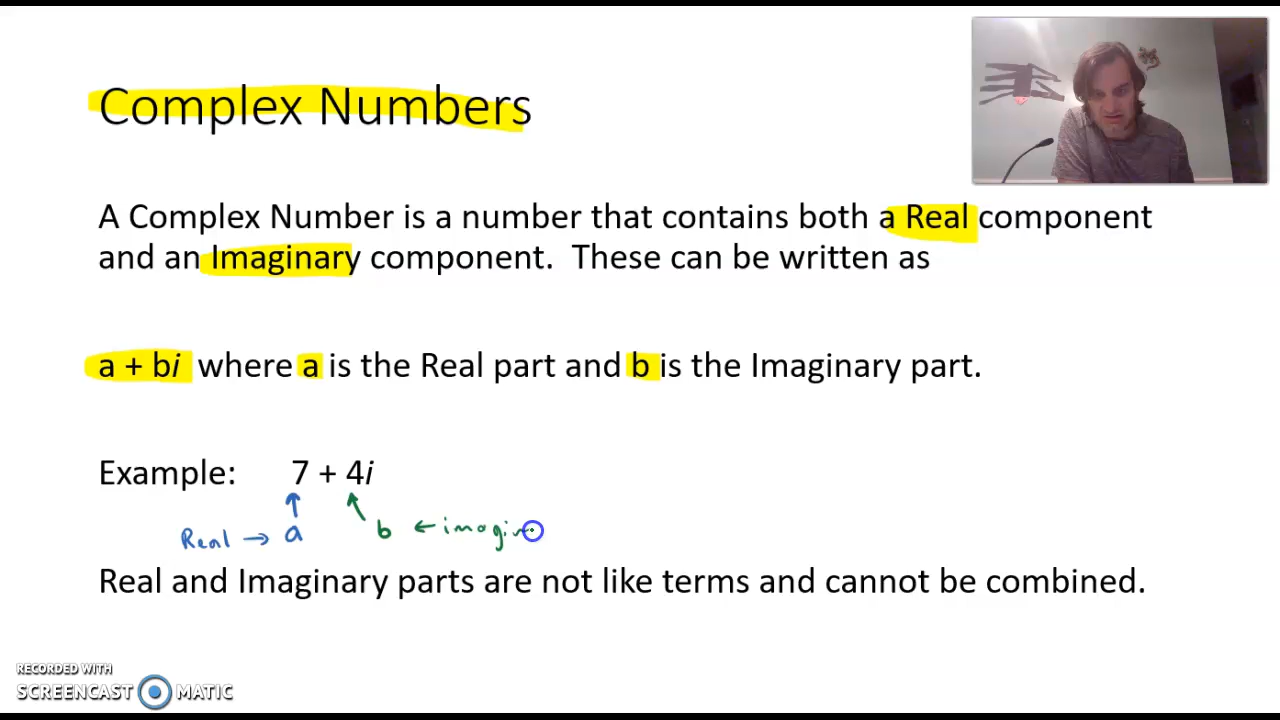 Complex Numbers
A Complex Number is a number that contains both a Real component
and an Imaginary component. These can be written as
a + bi where a is the Real part and b is the Imaginary part.
Example: 7 + 4i
Real → a b ← imagin
Real and Imaginary parts are not like terms and cannot be combined.
RECORDED WITH
SCREENCAST MATIC